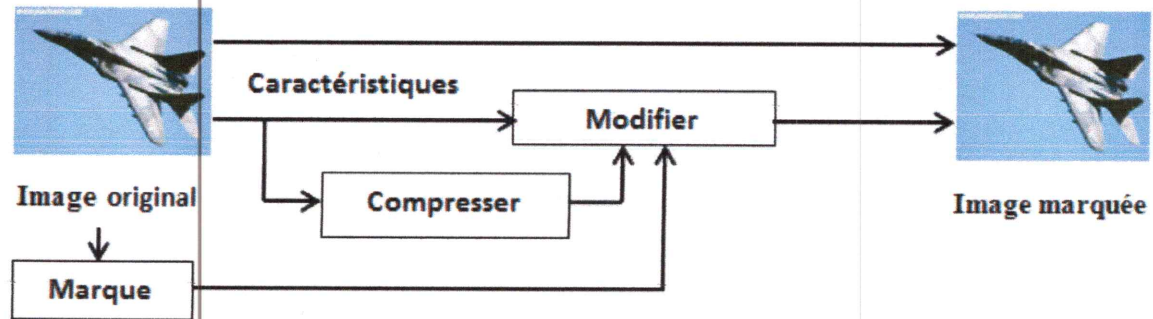 Caractéristiques
Modifier
Compresser
Image original
Image marquée
Marque